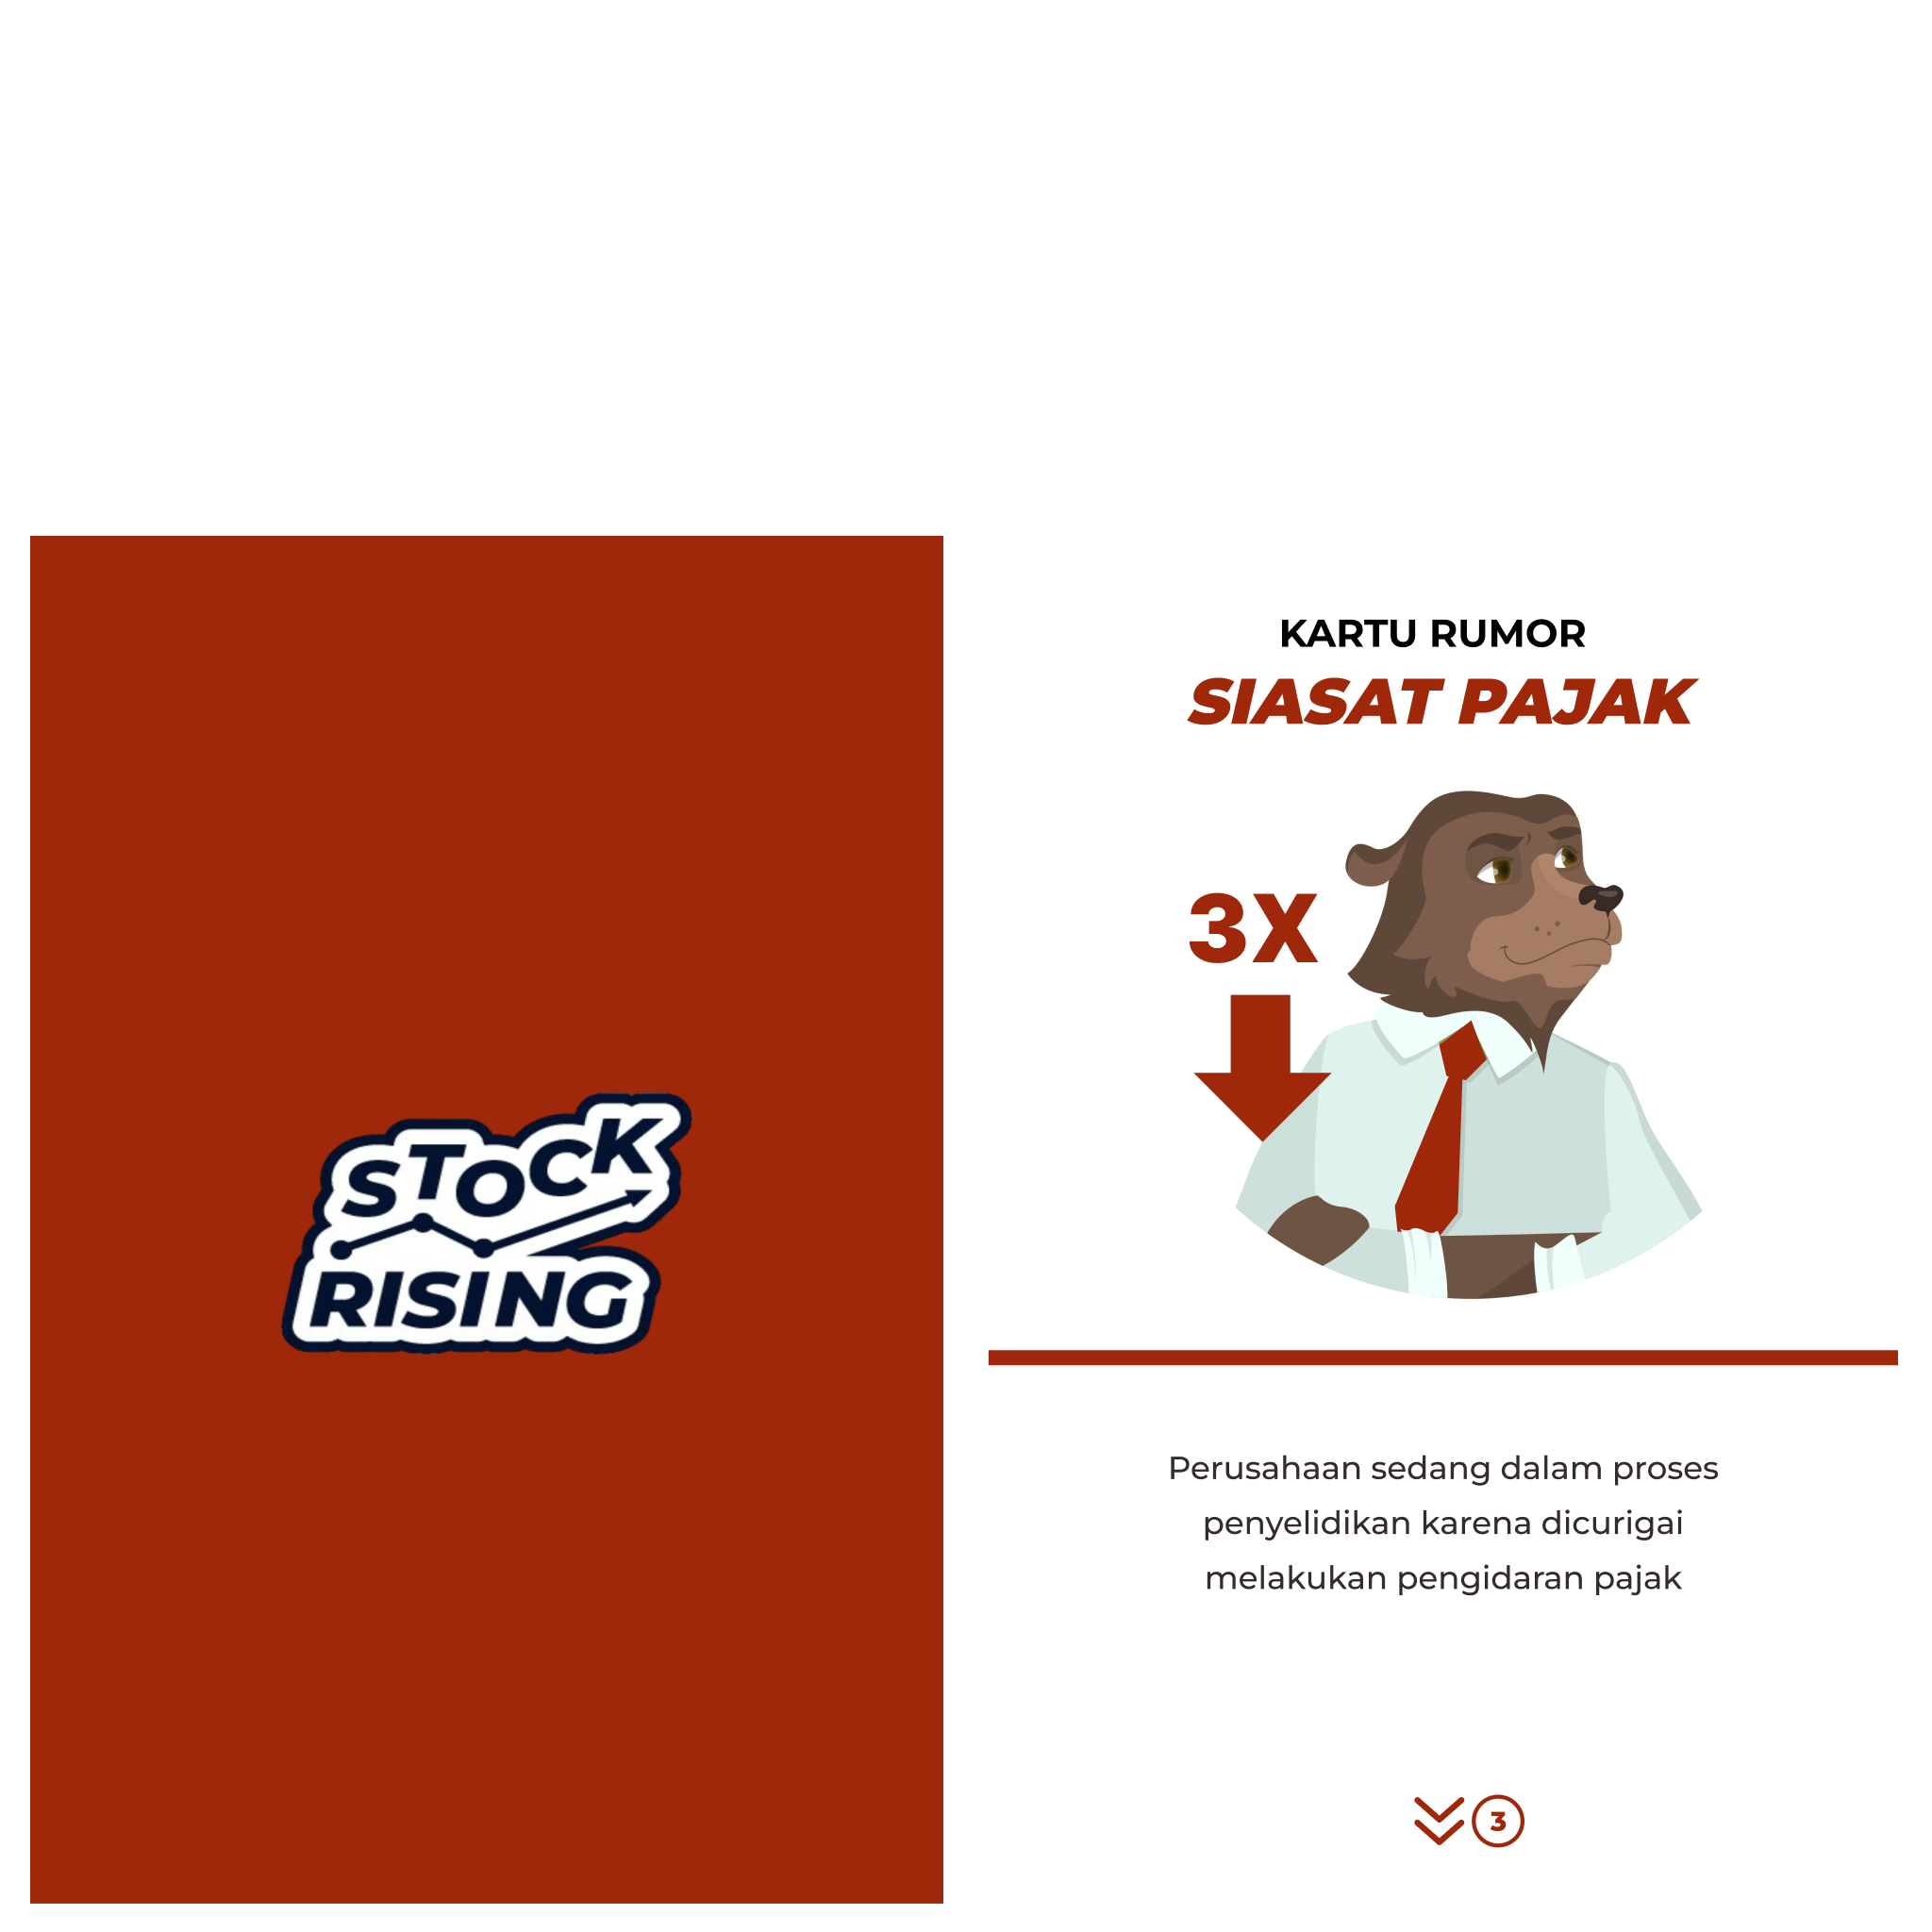 STOCK
RISING
KARTU RUMOR
SIASAT PAJAK
3X
Perusahaan sedang dalam proses
penyelidikan karena dicurigai
melakukan pengidaran pajak
3